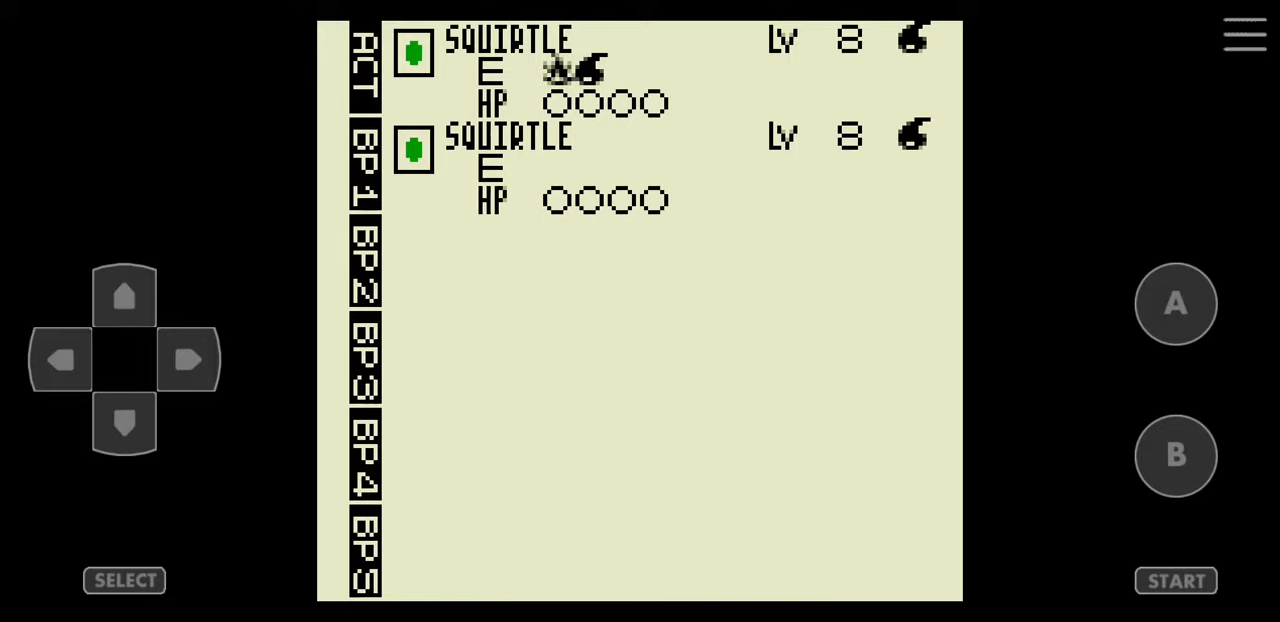 ACT
SQUIRTLE Lv 8
E
HP
BP1
SQUIRTLE Lv 8
E
HP
BP2
BP3
BP4
BP5
A
B
SELECT
START